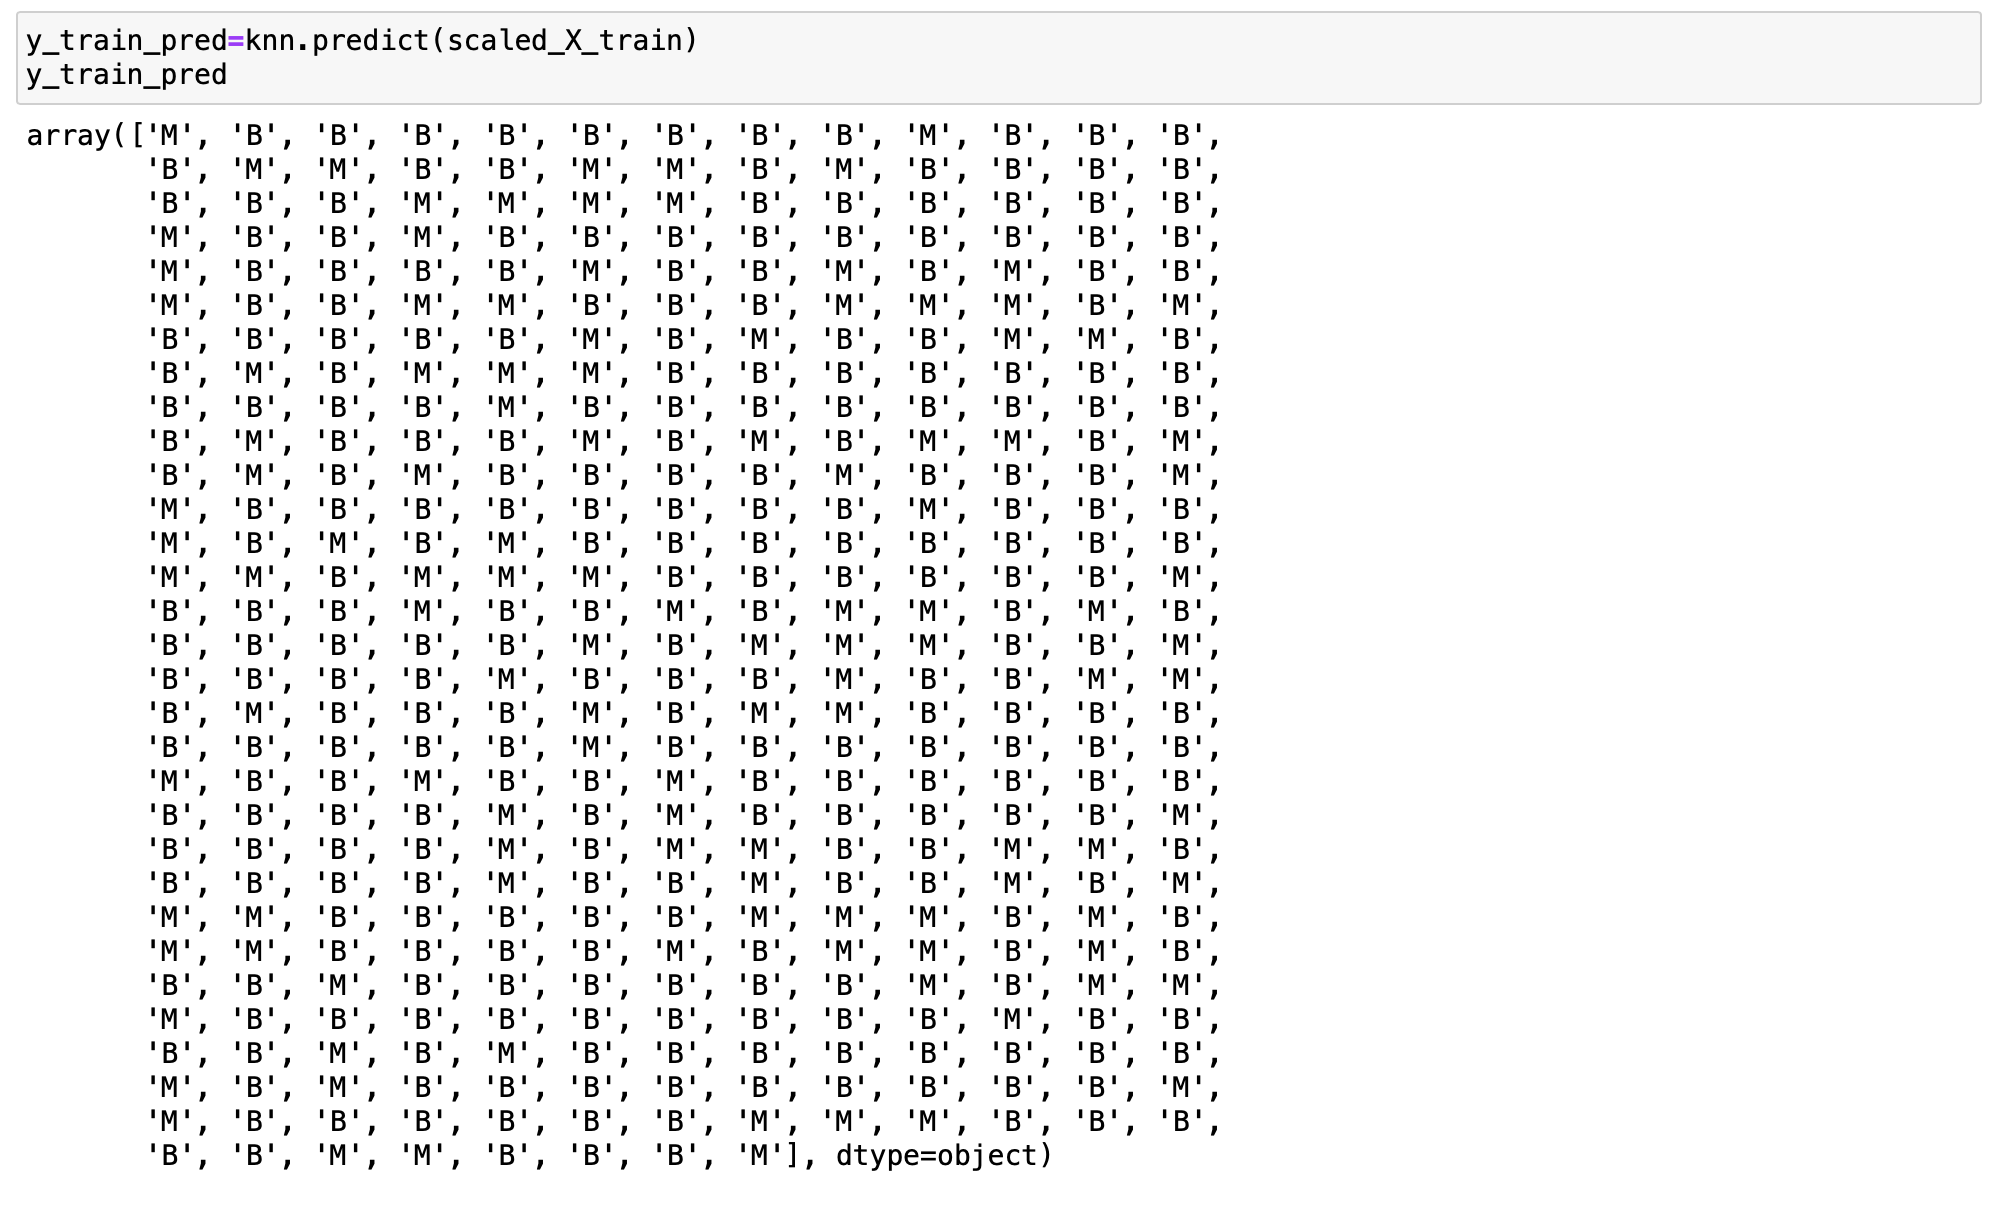 y_train_pred=knn.predict(scaled_X_train)
y_train_pred
array(['M', 'B', 'B', 'B', 'B', 'B', 'B', 'B', 'B', 'M', 'B', 'B', 'B',
'B', 'M', 'M', 'B', 'B', 'M', 'M', 'B', 'M', 'B', 'B', 'B', 'B',
'B', 'B', 'B', 'M', 'M', 'M', 'M', 'B', 'B', 'B', 'B', 'B', 'B',
'M', 'B', 'B', 'M', 'B', 'B', 'B', 'B', 'B', 'B', 'B', 'B', 'B',
'M', 'B', 'B', 'B', 'B', 'M', 'B', 'B', 'M', 'B', 'M', 'B', 'B',
'M', 'B', 'B', 'M', 'M', 'B', 'B', 'B', 'M', 'M', 'M', 'B', 'M',
'B', 'B', 'B', 'B', 'B', 'M', 'B', 'M', 'B', 'B', 'M', 'M', 'B',
'B', 'M', 'B', 'M', 'M', 'M', 'B', 'B', 'B', 'B', 'B', 'B', 'B',
'B', 'B', 'B', 'B', 'M', 'B', 'B', 'B', 'B', 'B', 'B', 'B', 'B',
'B', 'M', 'B', 'B', 'B', 'M', 'B', 'M', 'B', 'M', 'M', 'B', 'M',
'B', 'M', 'B', 'M', 'B', 'B', 'B', 'B', 'M', 'B', 'B', 'B', 'M',
'M', 'B', 'B', 'B', 'B', 'B', 'B', 'B', 'B', 'M', 'B', 'B', 'B',
'M', 'B', 'M', 'B', 'M', 'B', 'B', 'B', 'B', 'B', 'B', 'B', 'B',
'M', 'M', 'B', 'M', 'M', 'M', 'B', 'B', 'B', 'B', 'B', 'B', 'M',
'B', 'B', 'B', 'M', 'B', 'B', 'M', 'B', 'M', 'M', 'B', 'M', 'B',
'B', 'B', 'B', 'B', 'B', 'M', 'B', 'M', 'M', 'M', 'B', 'B', 'M',
'B', 'B', 'B', 'B', 'M', 'B', 'B', 'B', 'M', 'B', 'B', 'M', 'M',
'B', 'M', 'B', 'B', 'B', 'M', 'B', 'M', 'M', 'B', 'B', 'B', 'B',
'B', 'B', 'B', 'B', 'B', 'M', 'B', 'B', 'B', 'B', 'B', 'B', 'B',
'M', 'B', 'B', 'M', 'B', 'B', 'M', 'B', 'B', 'B', 'B', 'B', 'B',
'B', 'B', 'B', 'B', 'M', 'B', 'M', 'B', 'B', 'B', 'B', 'B', 'M',
'B', 'B', 'B', 'B', 'M', 'B', 'M', 'M', 'B', 'B', 'M', 'M', 'B',
'B', 'B', 'B', 'B', 'M', 'B', 'B', 'M', 'B', 'B', 'M', 'B', 'M',
'M', 'M', 'B', 'B', 'B', 'B', 'B', 'M', 'M', 'M', 'B', 'M', 'B',
'M', 'M', 'B', 'B', 'B', 'B', 'M', 'B', 'M', 'M', 'B', 'M', 'B',
'B', 'B', 'M', 'B', 'B', 'B', 'B', 'B', 'B', 'M', 'B', 'M', 'M',
'M', 'B', 'B', 'B', 'B', 'B', 'B', 'B', 'B', 'B', 'M', 'B', 'B',
'B', 'B', 'M', 'B', 'M', 'B', 'B', 'B', 'B', 'B', 'B', 'B', 'B',
'M', 'B', 'M', 'B', 'B', 'B', 'B', 'B', 'B', 'B', 'B', 'B', 'M',
'M', 'B', 'B', 'B', 'B', 'B', 'B', 'M', 'M', 'M', 'B', 'B', 'B',
'B', 'B', 'M', 'M', 'B', 'B', 'B', 'M'], dtype=object)